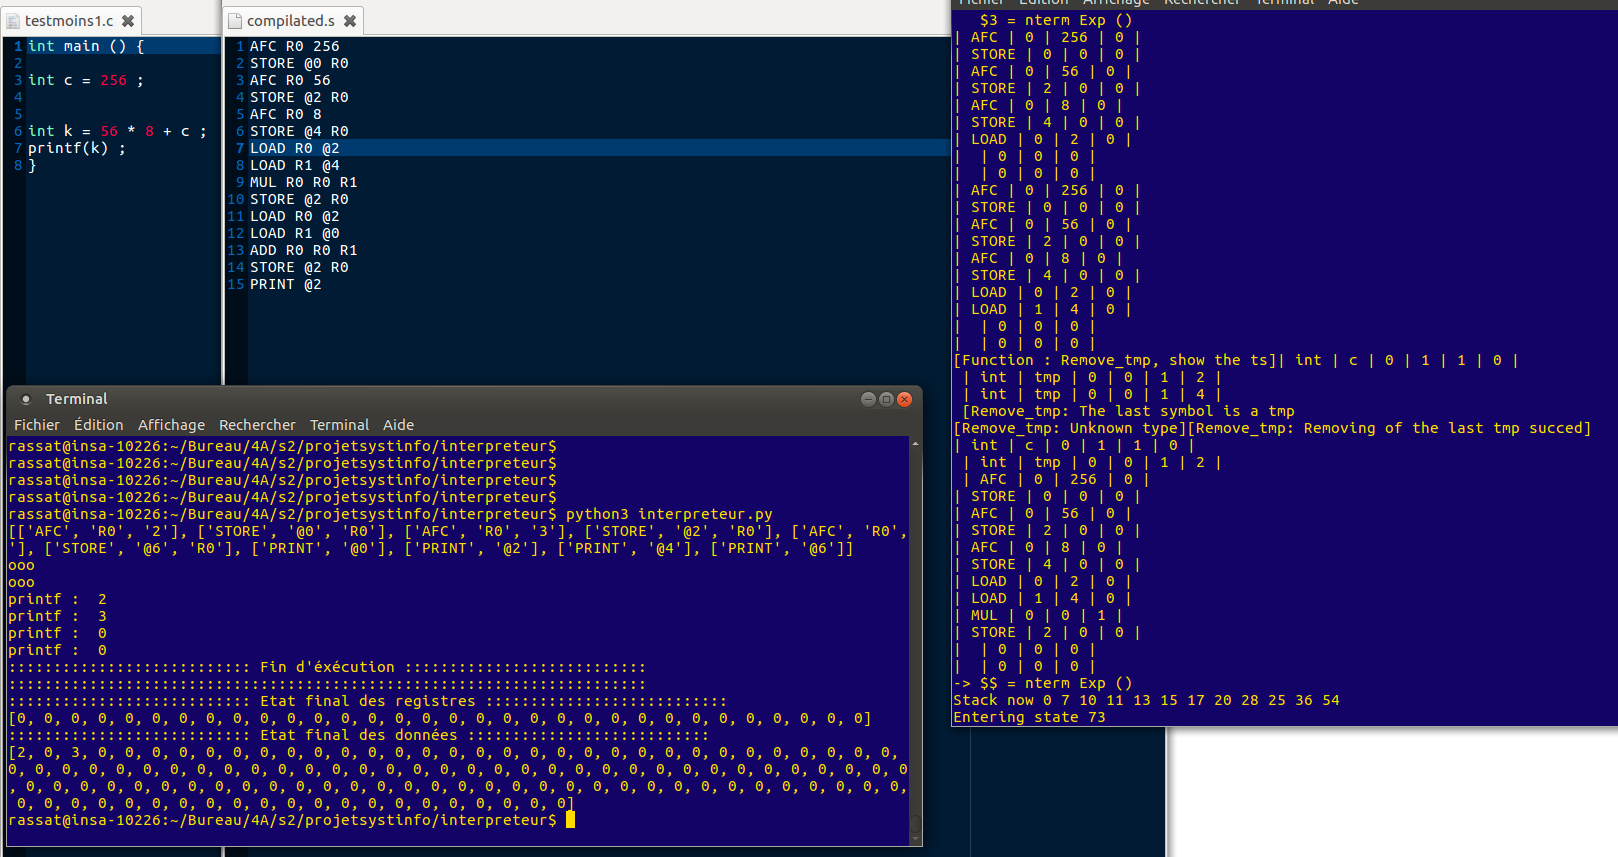 testmoins1.c
1 int main () {
2
3 int c = 256 ;
4
5
6 int k = 56 * 8 + c ;
7 printf(k) ;
8 }
compilated.s
1 AFC R0 256
2 STORE @0 R0
3 AFC R0 56
4 STORE @2 R0
5 AFC R0 8
6 STORE @4 R0
7 LOAD R0 @2
8 LOAD R1 @4
9 MUL R0 R0 R1
10 STORE @2 R0
11 LOAD R0 @2
12 LOAD R1 @0
13 ADD R0 R0 R1
14 STORE @2 R0
15 PRINT @2
Terminal
Fichier Édition Affichage Rechercher Terminal Aide
rassat@insa-10226:~/Bureau/4A/s2/projetsystinfo/interpreteur$
rassat@insa-10226:~/Bureau/4A/s2/projetsystinfo/interpreteur$
rassat@insa-10226:~/Bureau/4A/s2/projetsystinfo/interpreteur$
rassat@insa-10226:~/Bureau/4A/s2/projetsystinfo/interpreteur$
rassat@insa-10226:~/Bureau/4A/s2/projetsystinfo/interpreteur$ python3 interpreteur.py
[['AFC', 'R0', '2'], ['STORE', '@0', 'R0'], ['AFC', 'R0', '3'], ['STORE', '@2', 'R0'], ['AFC', 'R0',
'], ['STORE', '@6', 'R0'], ['PRINT', '@0'], ['PRINT', '@2'], ['PRINT', '@4'], ['PRINT', '@6']]
ooo
ooo
printf :  2
printf :  3
printf :  0
printf :  0
::::::::::::::::::::::::::: Fin d'éxécution :::::::::::::::::::::::::::
:::::::::::::::::::::::::::::::::::::::::::::::::::::::::::::::::::::::
::::::::::::::::::::::::::: Etat final des registres :::::::::::::::::::::::::::
[0, 0, 0, 0, 0, 0, 0, 0, 0, 0, 0, 0, 0, 0, 0, 0, 0, 0, 0, 0, 0, 0, 0, 0, 0, 0, 0, 0, 0, 0, 0, 0]
::::::::::::::::::::::::::: Etat final des données :::::::::::::::::::::::::::
[2, 0, 3, 0, 0, 0, 0, 0, 0, 0, 0, 0, 0, 0, 0, 0, 0, 0, 0, 0, 0, 0, 0, 0, 0, 0, 0, 0, 0, 0, 0, 0, 0,
0, 0, 0, 0, 0, 0, 0, 0, 0, 0, 0, 0, 0, 0, 0, 0, 0, 0, 0, 0, 0, 0, 0, 0, 0, 0, 0, 0, 0, 0, 0, 0, 0, 0
, 0, 0, 0, 0, 0, 0, 0, 0, 0, 0, 0, 0, 0, 0, 0, 0, 0, 0, 0, 0, 0, 0, 0, 0, 0, 0, 0, 0, 0, 0, 0, 0, 0,
0, 0, 0, 0, 0, 0, 0, 0, 0, 0, 0, 0, 0, 0, 0, 0, 0, 0, 0, 0, 0]
rassat@insa-10226:~/Bureau/4A/s2/projetsystinfo/interpreteur$
Fichier Édition Affichage Rechercher Terminal Aide
$3 = nterm Exp ()
| AFC | 0 | 256 | 0 |
| STORE | 0 | 0 | 0 |
| AFC | 0 | 56 | 0 |
| STORE | 2 | 0 | 0 |
| AFC | 0 | 8 | 0 |
| STORE | 4 | 0 | 0 |
| LOAD | 0 | 2 | 0 |
|  | 0 | 0 | 0 |
|  | 0 | 0 | 0 |
| AFC | 0 | 256 | 0 |
| STORE | 0 | 0 | 0 |
| AFC | 0 | 56 | 0 |
| STORE | 2 | 0 | 0 |
| AFC | 0 | 8 | 0 |
| STORE | 4 | 0 | 0 |
| LOAD | 0 | 2 | 0 |
| LOAD | 1 | 4 | 0 |
|  | 0 | 0 | 0 |
|  | 0 | 0 | 0 |
[Function : Remove_tmp, show the ts]| int | c | 0 | 1 | 1 | 0 |
| int | tmp | 0 | 0 | 1 | 2 |
| int | tmp | 0 | 0 | 1 | 4 |
[Remove_tmp: The last symbol is a tmp
[Remove_tmp: Unknown type][Remove_tmp: Removing of the last tmp succed]
| int | c | 0 | 1 | 1 | 0 |
| int | tmp | 0 | 0 | 1 | 2 |
| AFC | 0 | 256 | 0 |
| STORE | 0 | 0 | 0 |
| AFC | 0 | 56 | 0 |
| STORE | 2 | 0 | 0 |
| AFC | 0 | 8 | 0 |
| STORE | 4 | 0 | 0 |
| LOAD | 0 | 2 | 0 |
| LOAD | 1 | 4 | 0 |
| MUL | 0 | 0 | 1 |
| STORE | 2 | 0 | 0 |
|  | 0 | 0 | 0 |
|  | 0 | 0 | 0 |
-> $$ = nterm Exp ()
Stack now 0 7 10 11 13 15 17 20 28 25 36 54
Entering state 73